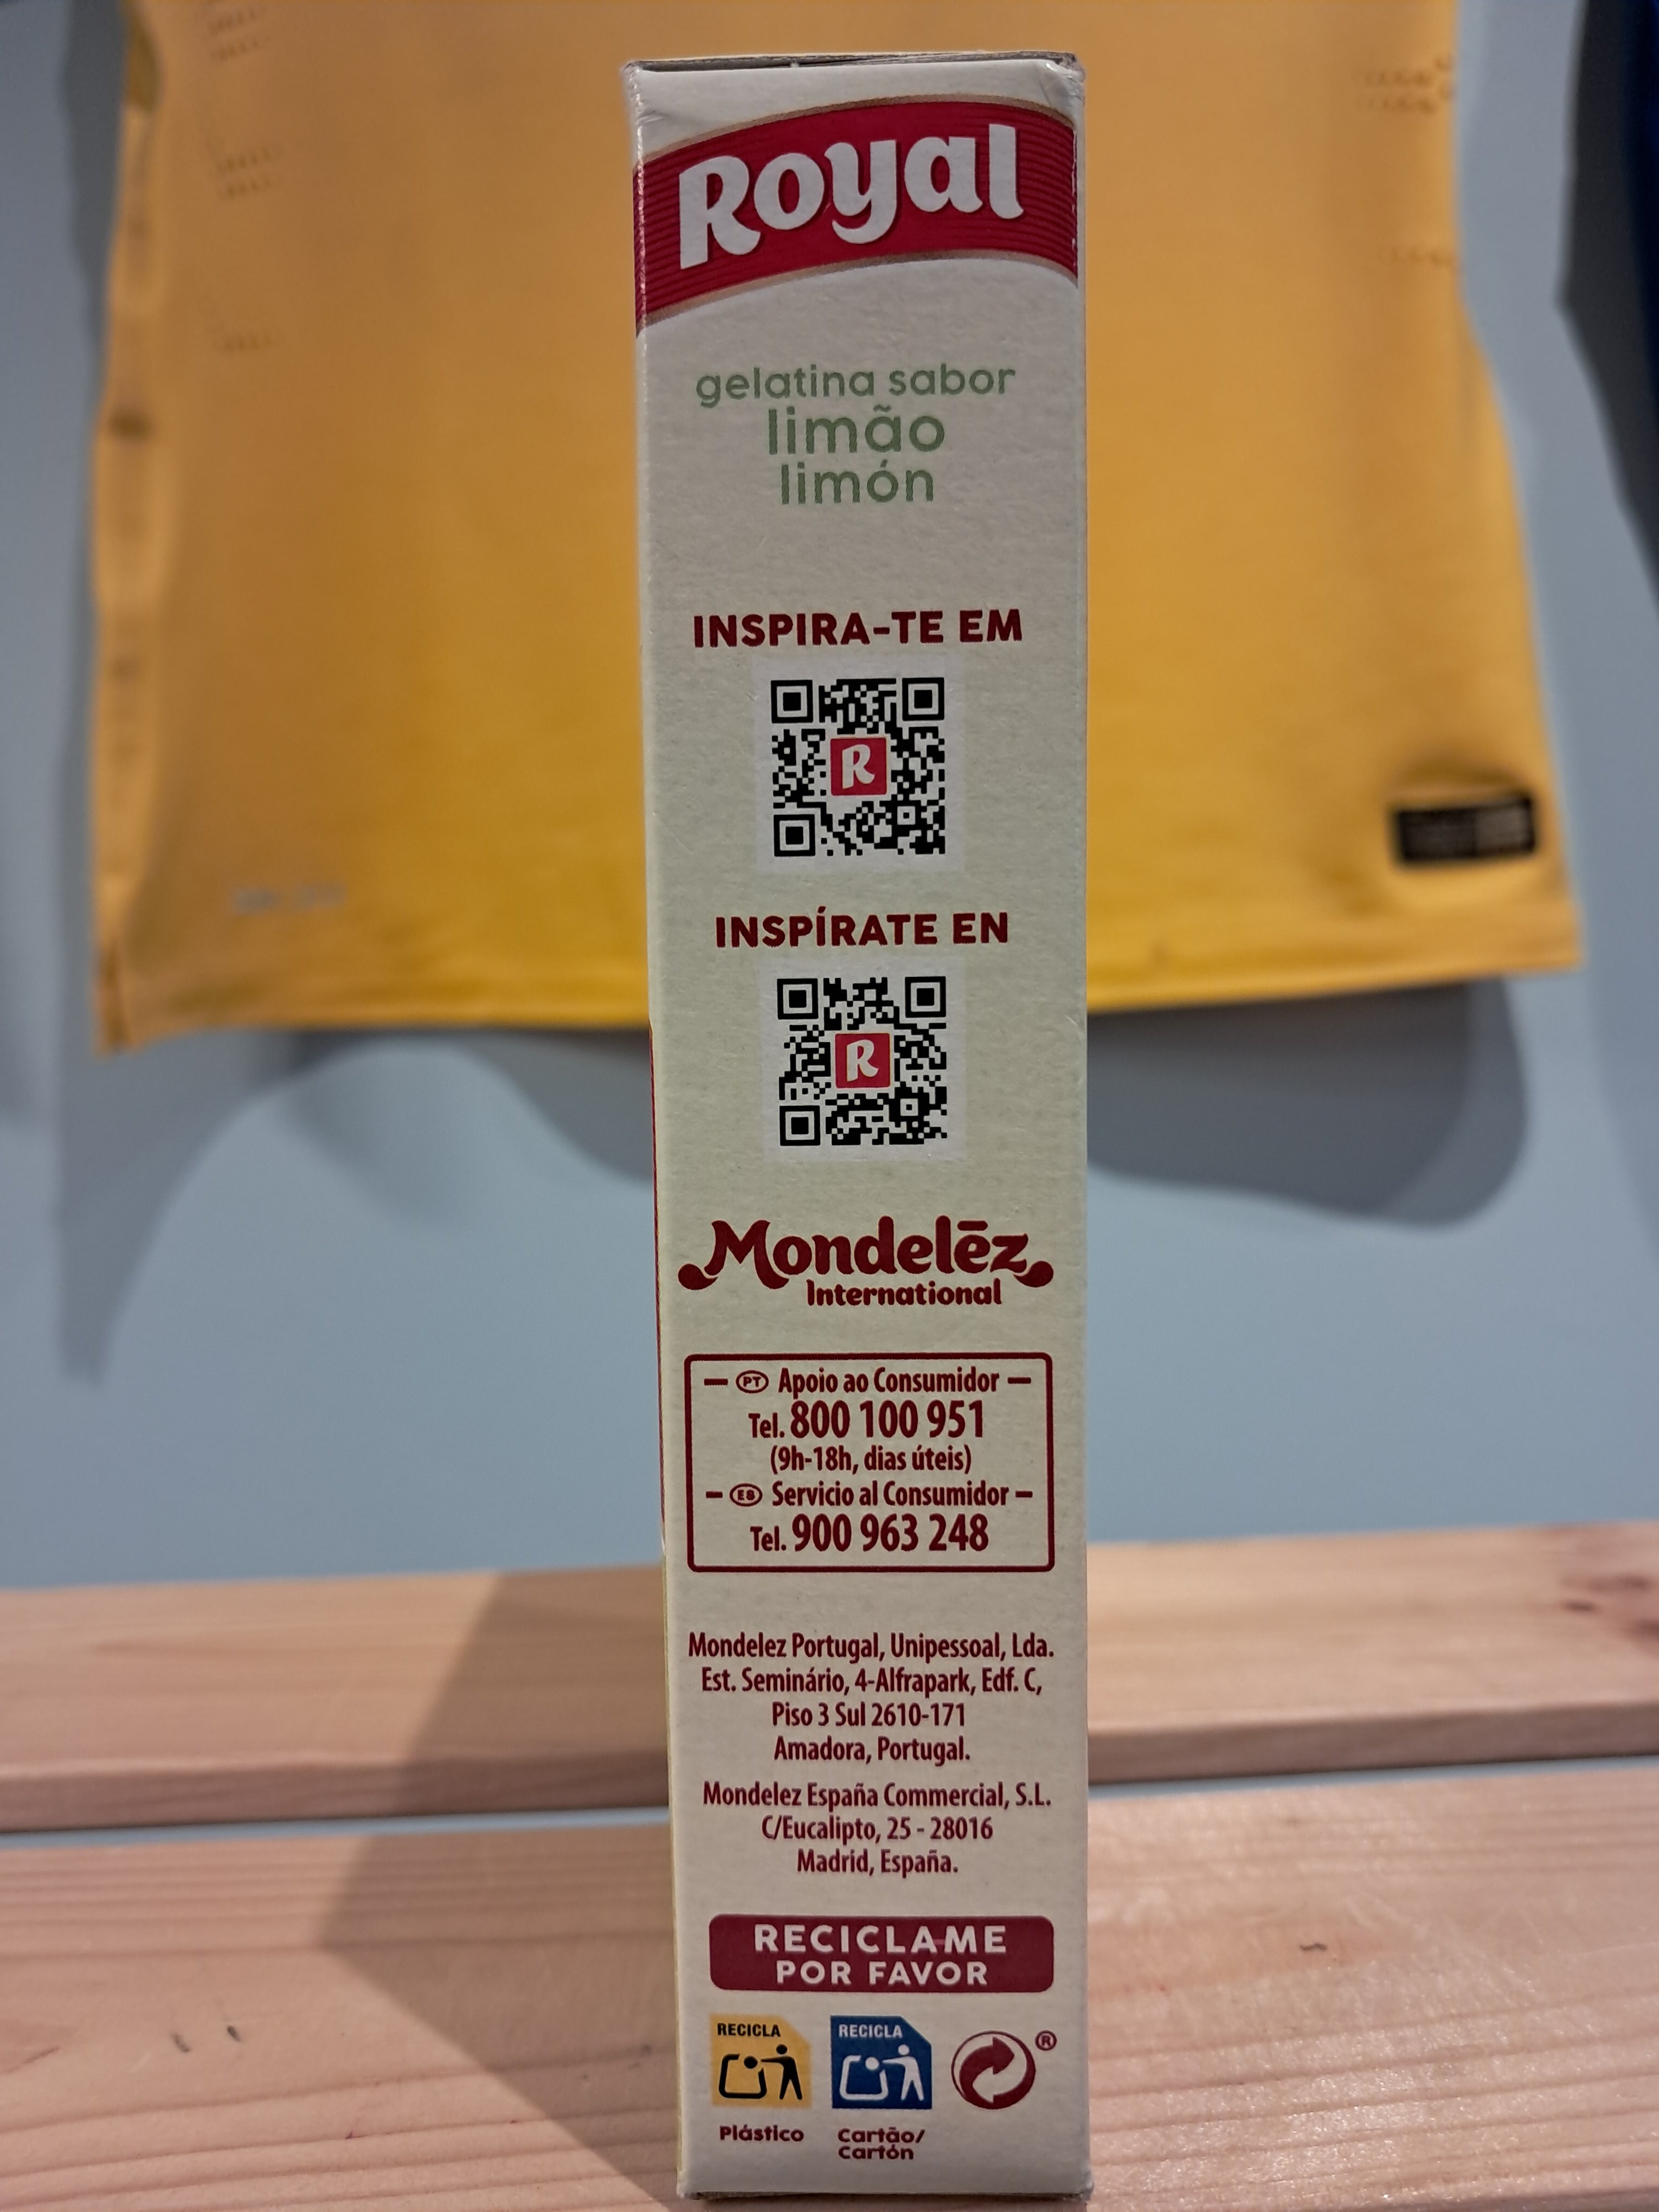 Royal
gelatina sabor
limão
limón
INSPIRA-TE EM
R
INSPÍRATE EN
R
Mondelēz
International
PT Apoio ao Consumidor
Tel. 800 100 951
(9h-18h, dias úteis)
ES Servicio al Consumidor
Tel. 900 963 248
Mondelez Portugal, Unipessoal, Lda.
Est. Seminário, 4-Alfrapark, Edf. C,
Piso 3 Sul 2610-171
Amadora, Portugal.
Mondelez España Commercial, S.L.
C/Eucalipto, 25 - 28016
Madrid, España.
RECICLAME
POR FAVOR
RECICLA RECICLA ®
Plástico Cartão/
Cartón